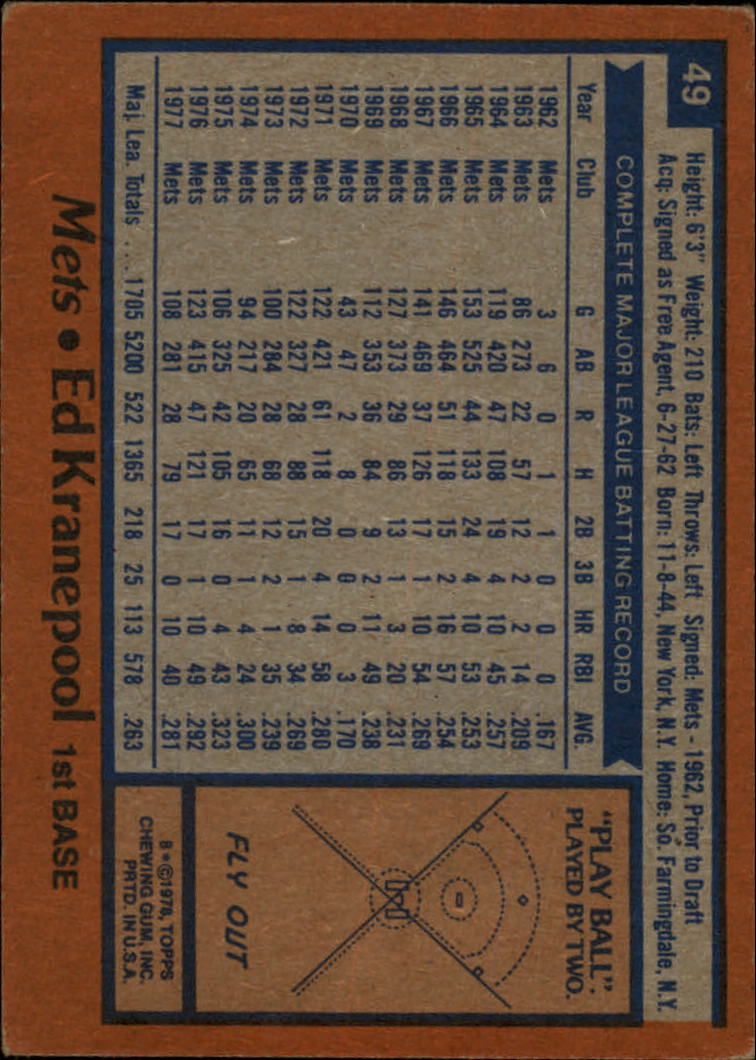 49
Height: 6'3" Weight: 210 Bats: Left Throws: Left Signed: Mets - 1962, Prior to Draft
Acq: Signed as Free Agent, 6-27-62 Born: 11-8-44, New York, N.Y. Home: So. Farmingdale, N.Y.
COMPLETE MAJOR LEAGUE BATTING RECORD
Year Club G AB R H 2B 3B HR RBI AVG.
1962 Mets 3 6 0 1 1 0 0 0 .167
1963 Mets 86 273 22 57 12 2 2 14 .209
1964 Mets 119 420 47 108 19 4 10 45 .257
1965 Mets 153 525 44 133 24 4 10 53 .253
1966 Mets 146 464 51 118 15 2 16 57 .254
1967 Mets 141 469 37 126 17 1 10 54 .269
1968 Mets 127 373 29 86 13 1 3 20 .231
1969 Mets 112 353 36 84 9 2 11 49 .238
1970 Mets 43 47 2 8 0 0 0 3 .170
1971 Mets 122 421 61 118 20 4 14 58 .280
1972 Mets 122 327 28 88 15 1 8 34 .269
1973 Mets 100 284 28 68 12 2 1 35 .239
1974 Mets 94 217 20 65 11 1 4 24 .300
1975 Mets 106 325 42 105 16 0 4 43 .323
1976 Mets 123 415 47 121 17 1 10 49 .292
1977 Mets 108 281 28 79 17 0 10 40 .281
Maj. Lea. Totals ... 1705 5200 522 1365 218 25 113 578 .263
"PLAY BALL":
PLAYED BY TWO.
FLY OUT
B*©1978, TOPPS
CHEWING GUM, INC.
PRTD. IN U.S.A.
Mets • Ed Kranepool 1st BASE